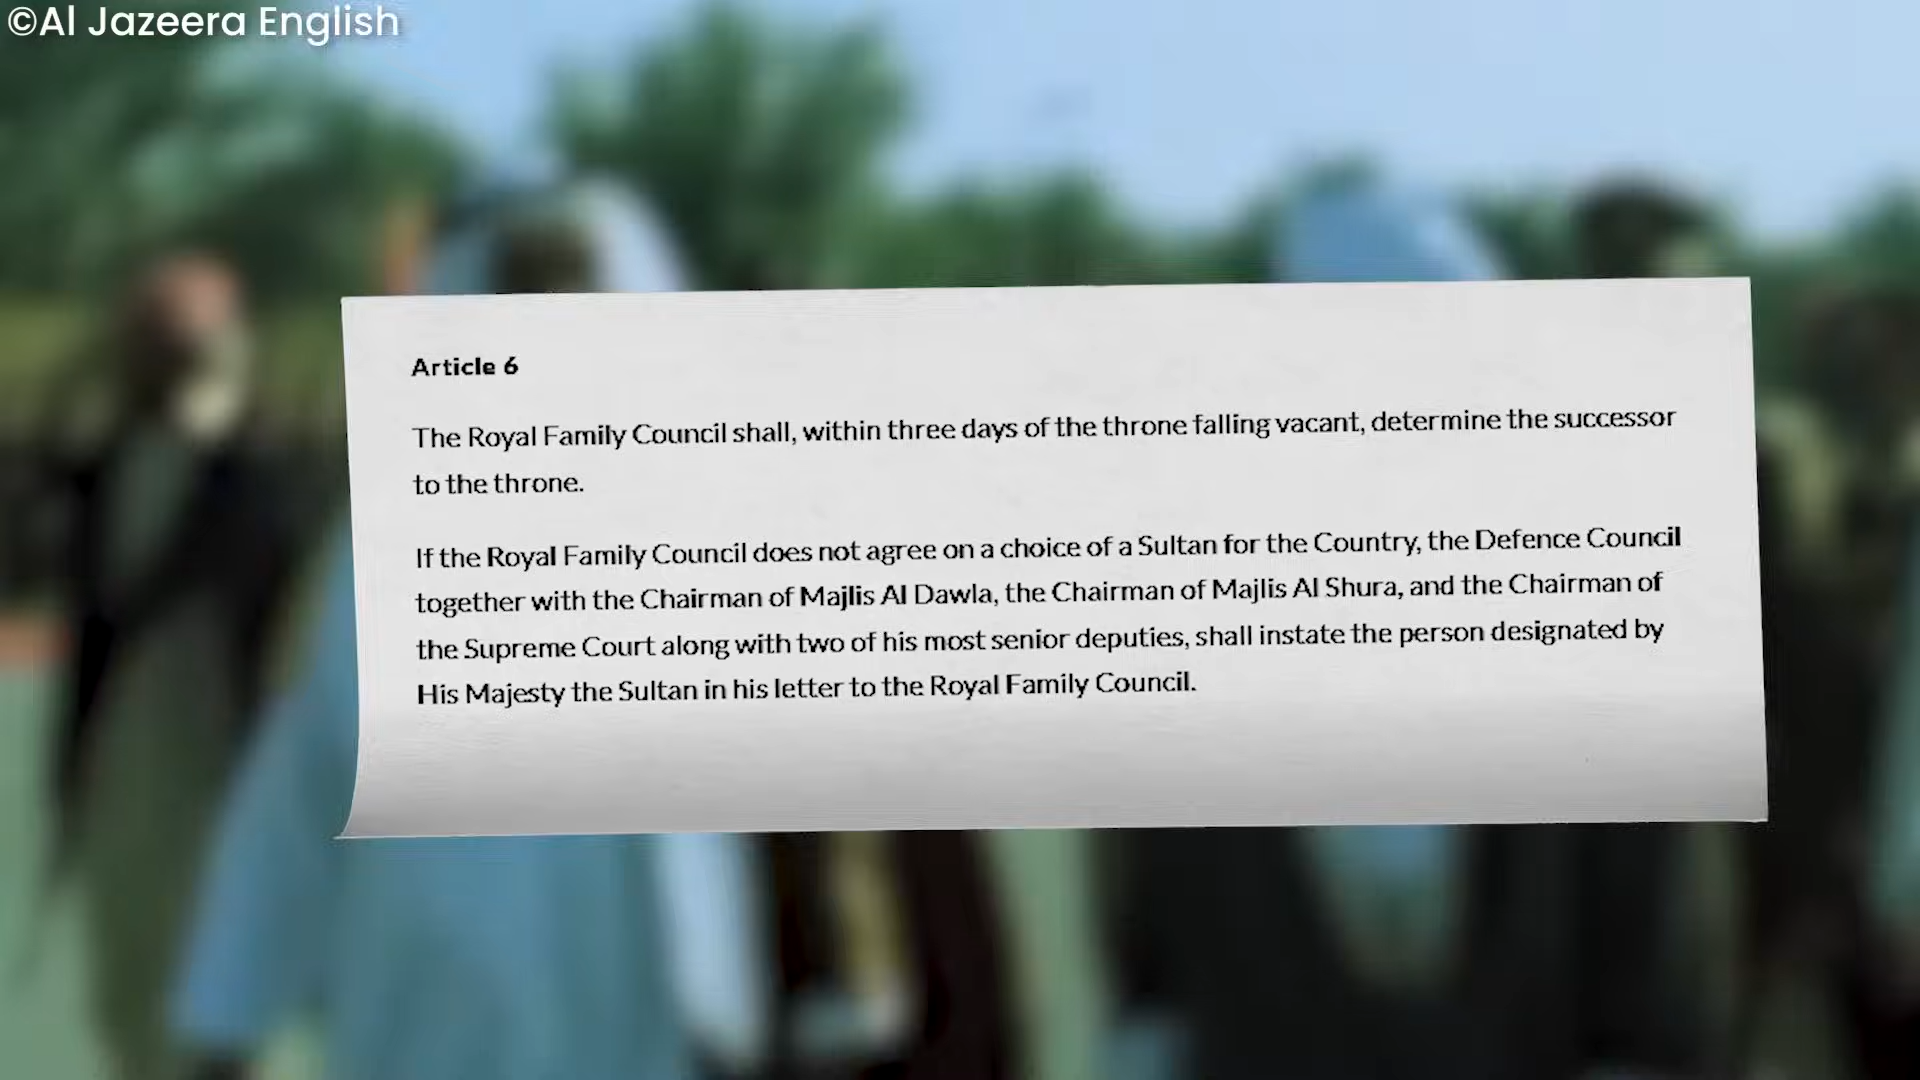 ©Al Jazeera English
Article 6
The Royal Family Council shall, within three days of the throne falling vacant, determine the successor
to the throne.
If the Royal Family Council does not agree on a choice of a Sultan for the Country, the Defence Council
together with the Chairman of Majlis Al Dawla, the Chairman of Majlis Al Shura, and the Chairman of
the Supreme Court along with two of his most senior deputies, shall instate the person designated by
His Majesty the Sultan in his letter to the Royal Family Council.